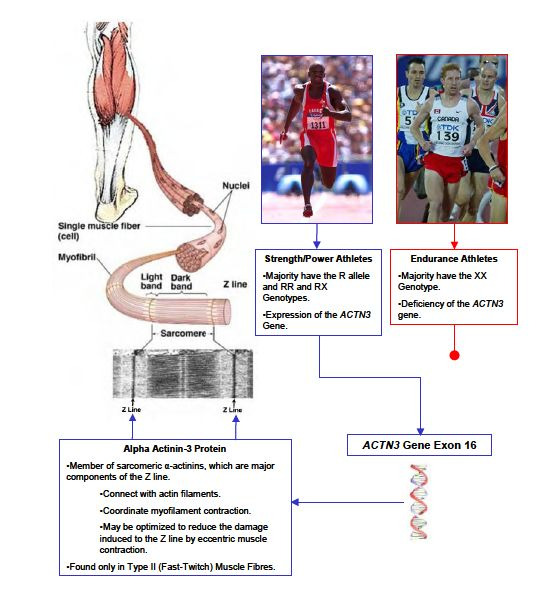 Nuclei
Single muscle fiber
(cell)
Myofibril
Light
band
Dark
band
Z line
Sarcomere
Z Line
Z Line
1311
CANADA
TDK
139
TDK
5
Strength/Power Athletes
•Majority have the R allele
and RR and RX
Genotypes.
•Expression of the ACTN3
Gene.
Endurance Athletes
•Majority have the XX
Genotype.
•Deficiency of the ACTN3
gene.
ACTN3 Gene Exon 16
Alpha Actinin-3 Protein
•Member of sarcomeric α-actinins, which are major
components of the Z line.
•Connect with actin filaments.
•Coordinate myofilament contraction.
•May be optimized to reduce the damage
induced to the Z line by eccentric muscle
contraction.
•Found only in Type II (Fast-Twitch) Muscle Fibres.